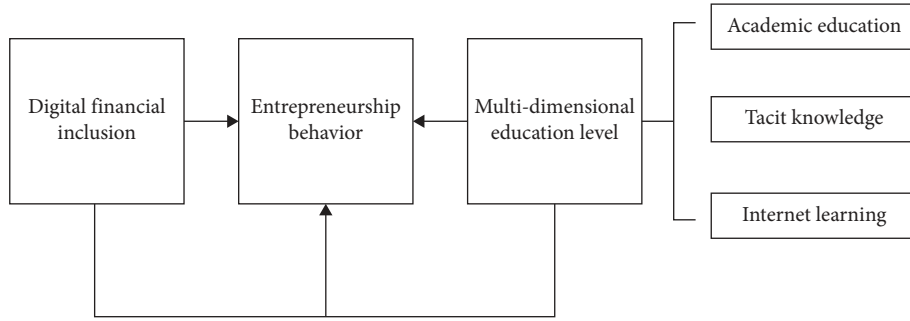 Digital financial
inclusion
Entrepreneurship
behavior
Multi-dimensional
education level
Academic education
Tacit knowledge
Internet learning